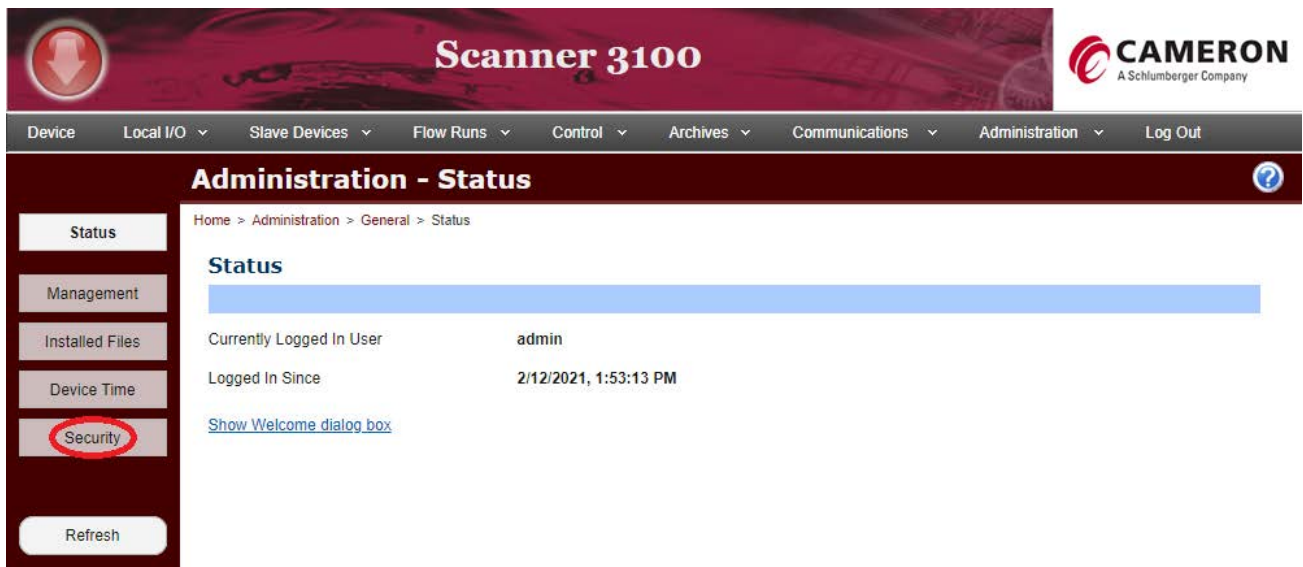 Scanner 3100
CAMERON
A Schlumberger Company
Device Local I/O Slave Devices Flow Runs Control Archives Communications Administration Log Out
Administration - Status
?
Home > Administration > General > Status
Status
Management
Installed Files
Device Time
Security
Refresh
Status
Currently Logged In User admin
Logged In Since 2/12/2021, 1:53:13 PM
Show Welcome dialog box